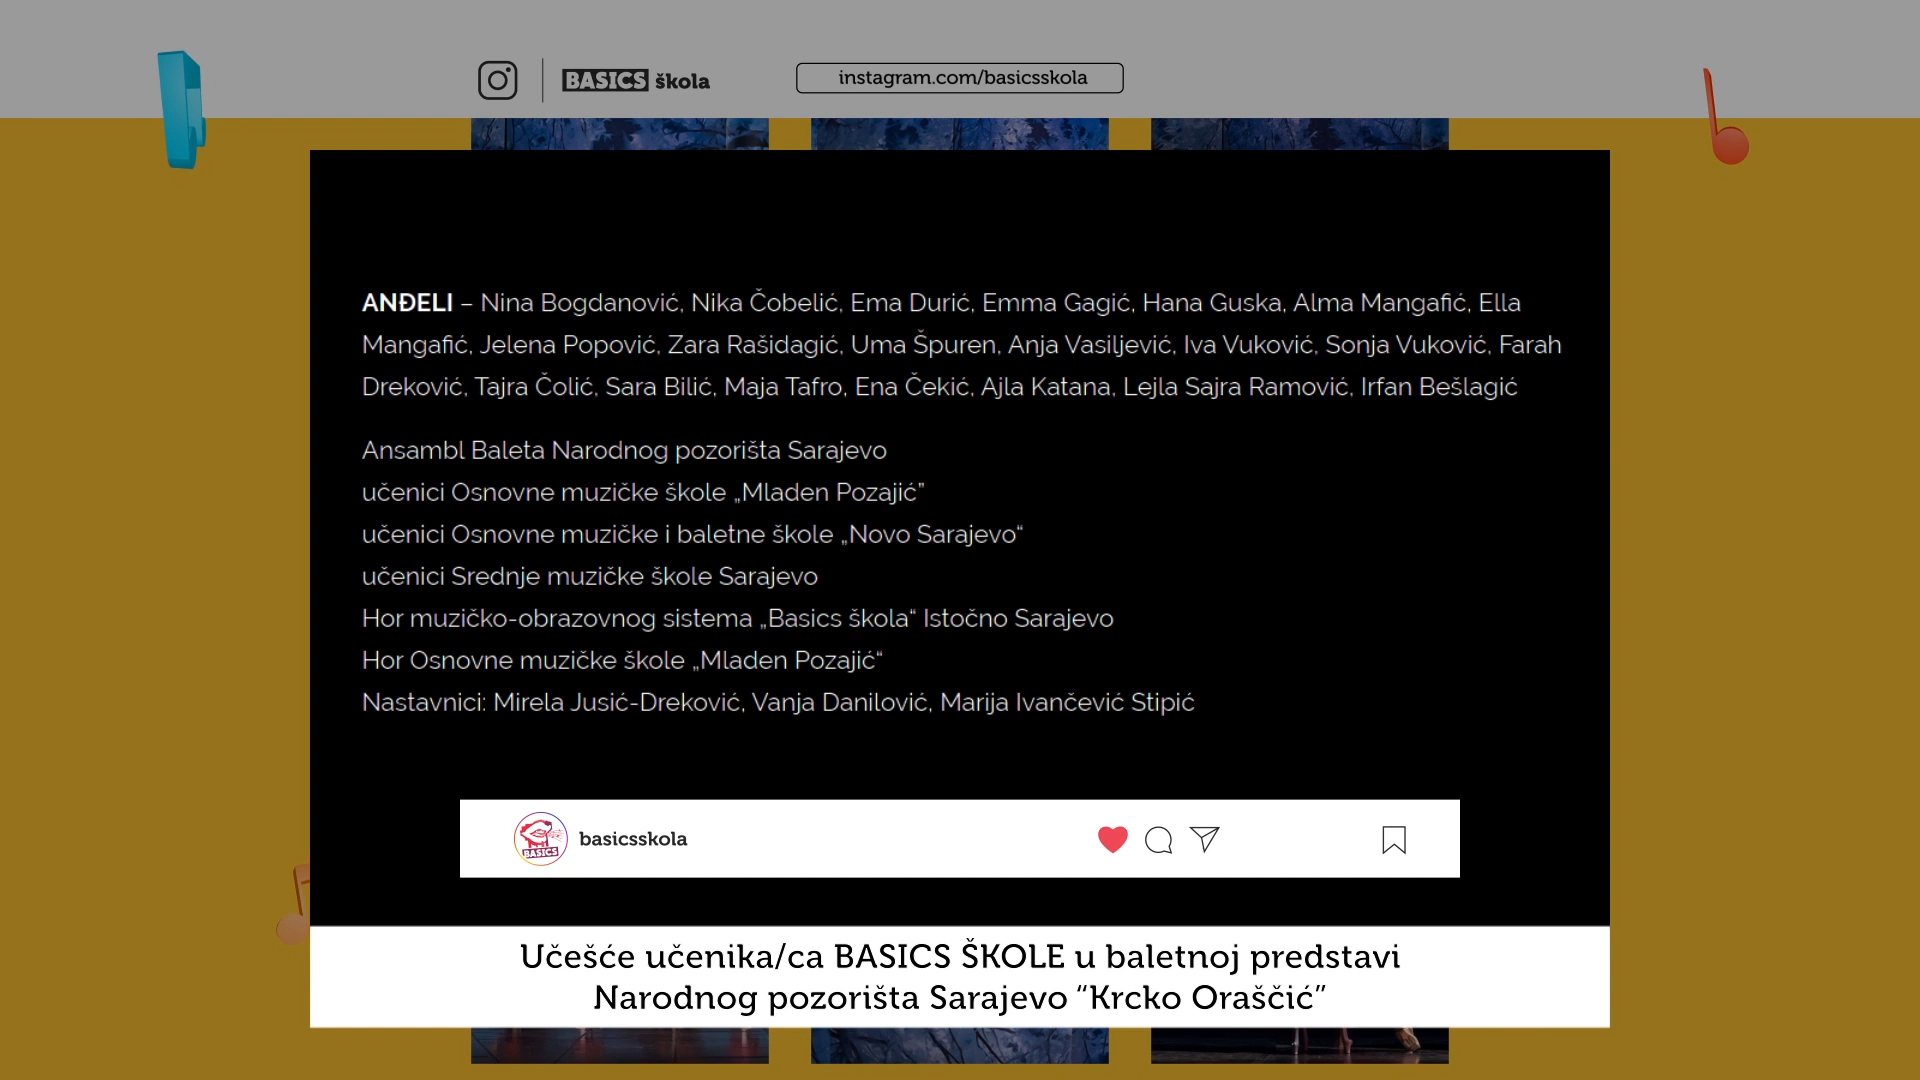 BASICS škola
instagram.com/basicsskola
ANĐELI – Nina Bogdanović, Nika Čobelić, Ema Durić, Emma Gagić, Hana Guska, Alma Mangafić, Ella
Mangafić, Jelena Popović, Zara Rašidagić, Uma Špuren, Anja Vasiljević, Iva Vuković, Sonja Vuković, Farah
Dreković, Tajra Čolić, Sara Bilić, Maja Tafro, Ena Čekić, Ajla Katana, Lejla Sajra Ramović, Irfan Bešlagić
Ansambl Baleta Narodnog pozorišta Sarajevo
učenici Osnovne muzičke škole „Mladen Pozajić”
učenici Osnovne muzičke i baletne škole „Novo Sarajevo“
učenici Srednje muzičke škole Sarajevo
Hor muzičko-obrazovnog sistema „Basics škola“ Istočno Sarajevo
Hor Osnovne muzičke škole „Mladen Pozajić“
Nastavnici: Mirela Jusić-Dreković, Vanja Danilović, Marija Ivančević Stipić
BASICS
basicsskola
Učešće učenika/ca BASICS ŠKOLE u baletnoj predstavi
Narodnog pozorišta Sarajevo “Krcko Oraščić”